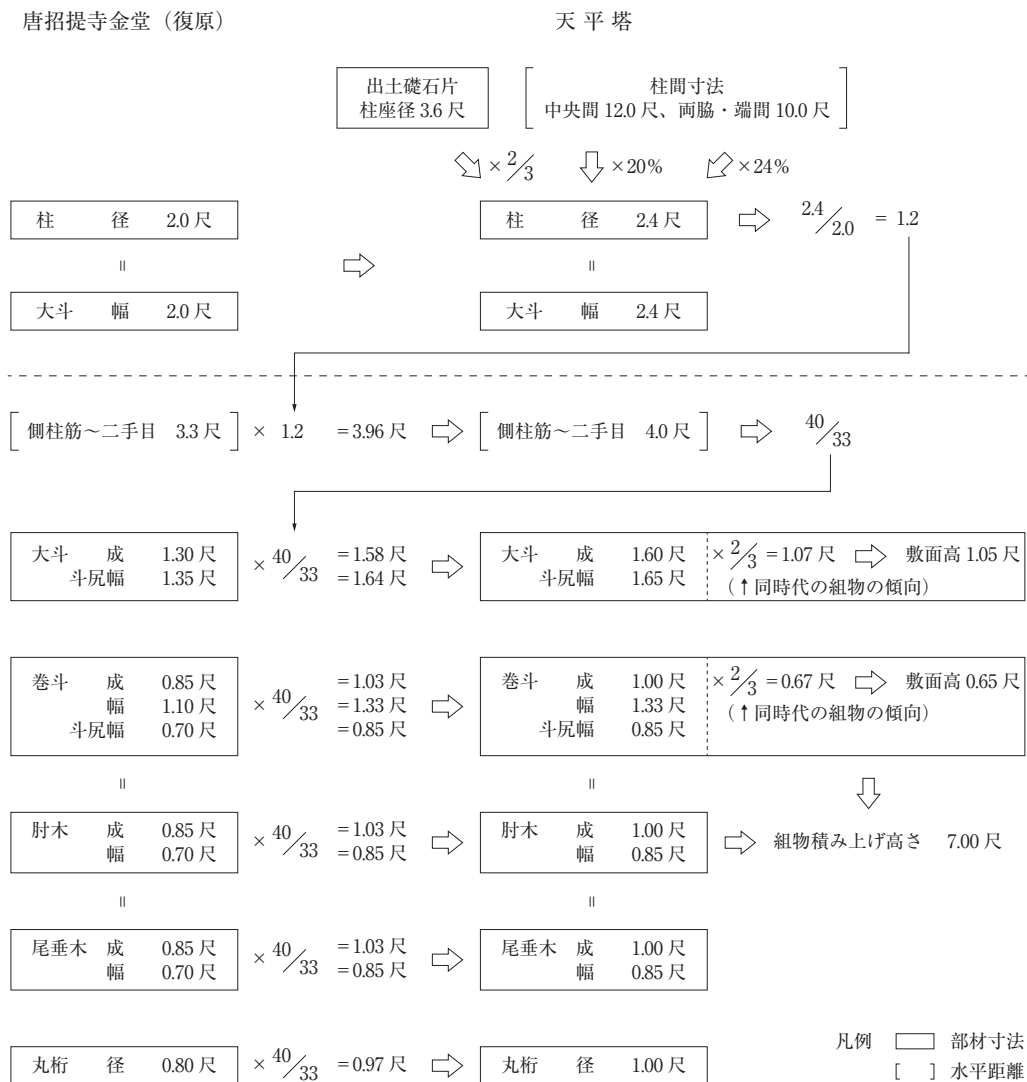 唐招提寺金堂（復原） 天 平 塔
出土礎石片
柱座径 3.6 尺
柱間寸法
中央間 12.0 尺、両脇・端間 10.0 尺
× 2/3 ×20% ×24%
柱 径 2.0 尺 柱 径 2.4 尺 2.4/2.0 = 1.2
＝ ＝
大斗 幅 2.0 尺 大斗 幅 2.4 尺
[側柱筋～二手目 3.3 尺] × 1.2 =3.96 尺 [側柱筋～二手目 4.0 尺] 40/33
大斗 成 1.30 尺 × 40/33 =1.58 尺 大斗 成 1.60 尺 × 2/3 =1.07 尺 敷面高 1.05 尺
斗尻幅 1.35 尺 =1.64 尺 斗尻幅 1.65 尺 （↑同時代の組物の傾向）
巻斗 成 0.85 尺 =1.03 尺 巻斗 成 1.00 尺 × 2/3 =0.67 尺 敷面高 0.65 尺
幅 1.10 尺 × 40/33 =1.33 尺 幅 1.33 尺 （↑同時代の組物の傾向）
斗尻幅 0.70 尺 =0.85 尺 斗尻幅 0.85 尺
＝ ＝
肘木 成 0.85 尺 × 40/33 =1.03 尺 肘木 成 1.00 尺 組物積み上げ高さ 7.00 尺
幅 0.70 尺 =0.85 尺 幅 0.85 尺
＝ ＝
尾垂木 成 0.85 尺 × 40/33 =1.03 尺 尾垂木 成 1.00 尺
幅 0.70 尺 =0.85 尺 幅 0.85 尺
丸桁 径 0.80 尺 × 40/33 =0.97 尺 丸桁 径 1.00 尺
凡例 部材寸法
[ ] 水平距離